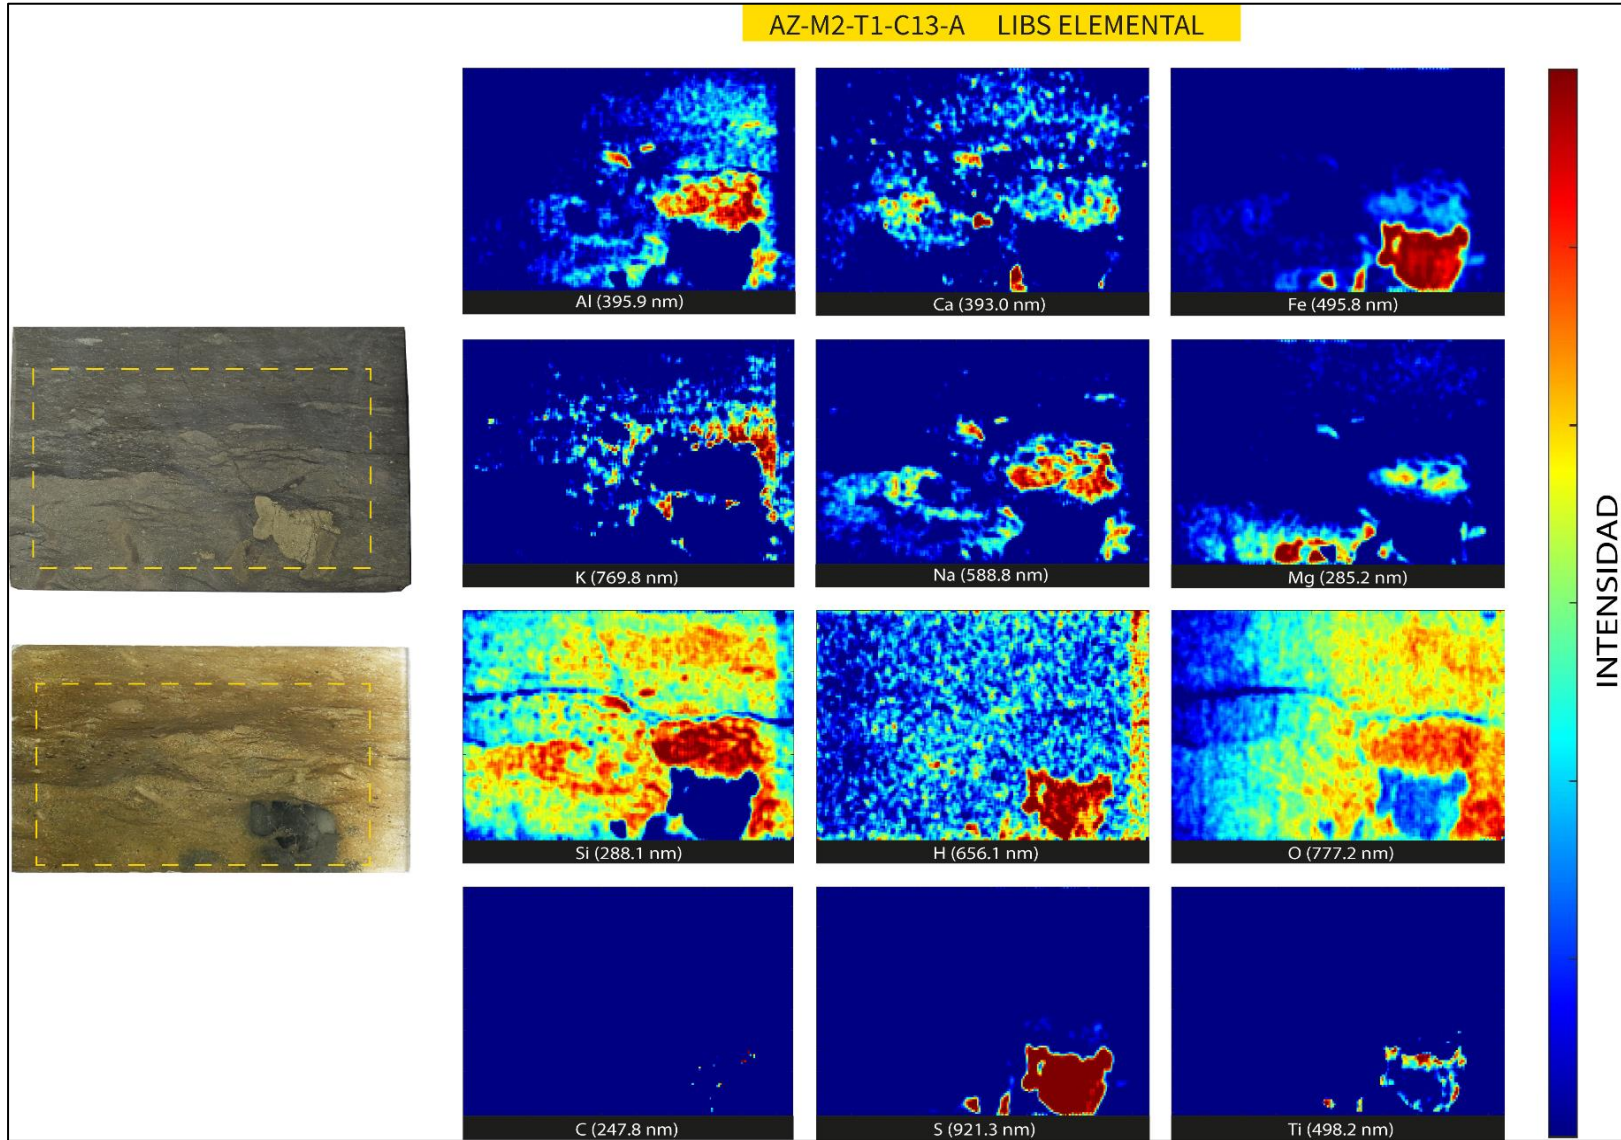 AZ-M2-T1-C13-A LIBS ELEMENTAL
Al (395.9 nm)
Ca (393.0 nm)
Fe (495.8 nm)
K (769.8 nm)
Na (588.8 nm)
Mg (285.2 nm)
Si (288.1 nm)
H (656.1 nm)
O (777.2 nm)
C (247.8 nm)
S (921.3 nm)
Ti (498.2 nm)
INTENSIDAD